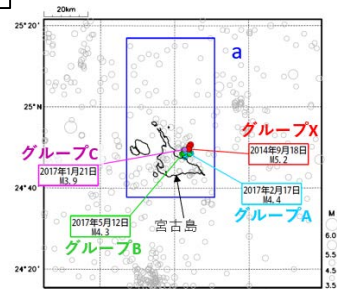 20km
25°20'
a
25°N
グループX
2014年9月18日
M5.2
グループC
2017年1月21日
M3.9
24°40'
2017年2月17日
M4.4
グループA
宮古島
2017年5月12日
M4.3
グループB
24°20'
M
6.0
5.5
4.5
3.5